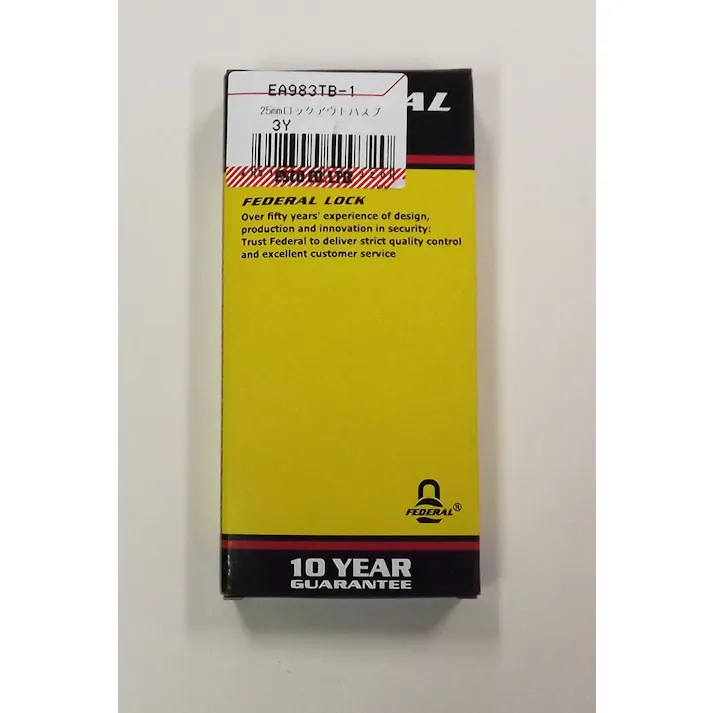 EA983TB-1
25mmロックアウトハスプ
3Y
ESCO CO.,LTD.
FEDERAL LOCK
Over fifty years' experience of design,
production and innovation in security:
Trust Federal to deliver strict quality control
and excellent customer service
FEDERAL®
10 YEAR
GUARANTEE